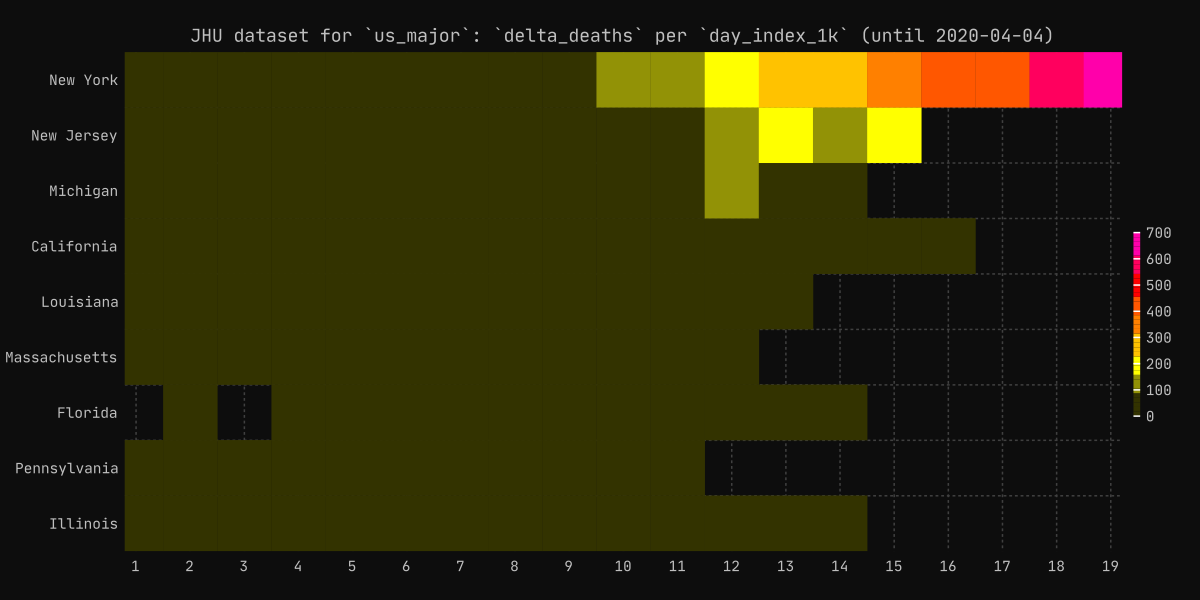 JHU dataset for `us_major`: `delta_deaths` per `day_index_1k` (until 2020-04-04)
New York
New Jersey
Michigan
California
Louisiana
Massachusetts
Florida
Pennsylvania
Illinois
1 2 3 4 5 6 7 8 9 10 11 12 13 14 15 16 17 18 19
700
600
500
400
300
200
100
0